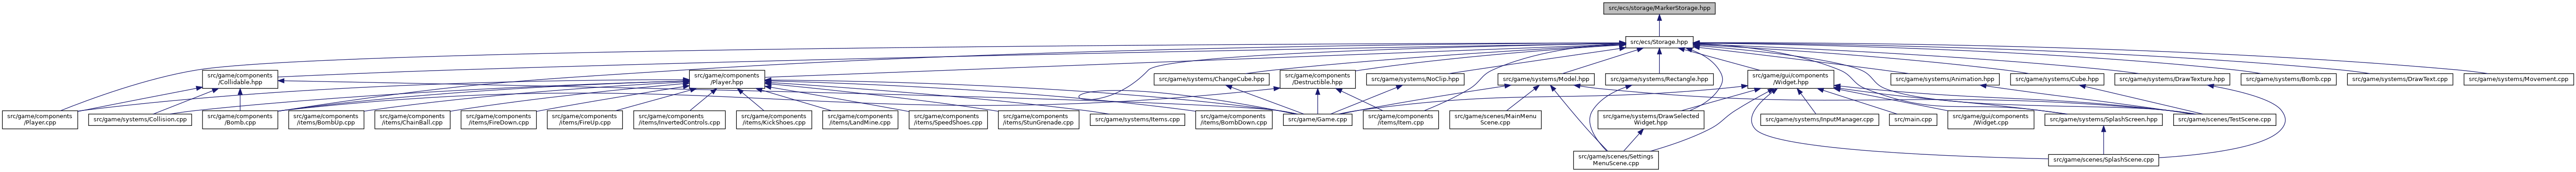 src/ecs/storage/MarkerStorage.hpp
src/ecs/Storage.hpp
src/game/components
/Collidable.hpp
src/game/components
/Player.hpp
src/game/systems/ChangeCube.hpp
src/game/components
/Destructible.hpp
src/game/systems/NoClip.hpp
src/game/systems/Model.hpp
src/game/systems/Rectangle.hpp
src/game/gui/components
/Widget.hpp
src/game/systems/Animation.hpp
src/game/systems/Cube.hpp
src/game/systems/DrawTexture.hpp
src/game/systems/Bomb.cpp
src/game/systems/DrawText.cpp
src/game/systems/Movement.cpp
src/game/components
/Player.cpp
src/game/systems/Collision.cpp
src/game/components
/Bomb.cpp
src/game/components
/items/BombUp.cpp
src/game/components
/items/ChainBall.cpp
src/game/components
/items/FireDown.cpp
src/game/components
/items/FireUp.cpp
src/game/components
/items/InvertedControls.cpp
src/game/components
/items/KickShoes.cpp
src/game/components
/items/LandMine.cpp
src/game/components
/items/SpeedShoes.cpp
src/game/components
/items/StunGrenade.cpp
src/game/systems/Items.cpp
src/game/components
/items/BombDown.cpp
src/game/Game.cpp
src/game/components
/items/Item.cpp
src/game/scenes/MainMenu
Scene.cpp
src/game/systems/DrawSelected
Widget.hpp
src/game/systems/InputManager.cpp
src/main.cpp
src/game/gui/components
/Widget.cpp
src/game/systems/SplashScreen.hpp
src/game/scenes/TestScene.cpp
src/game/scenes/Settings
MenuScene.cpp
src/game/scenes/SplashScene.cpp